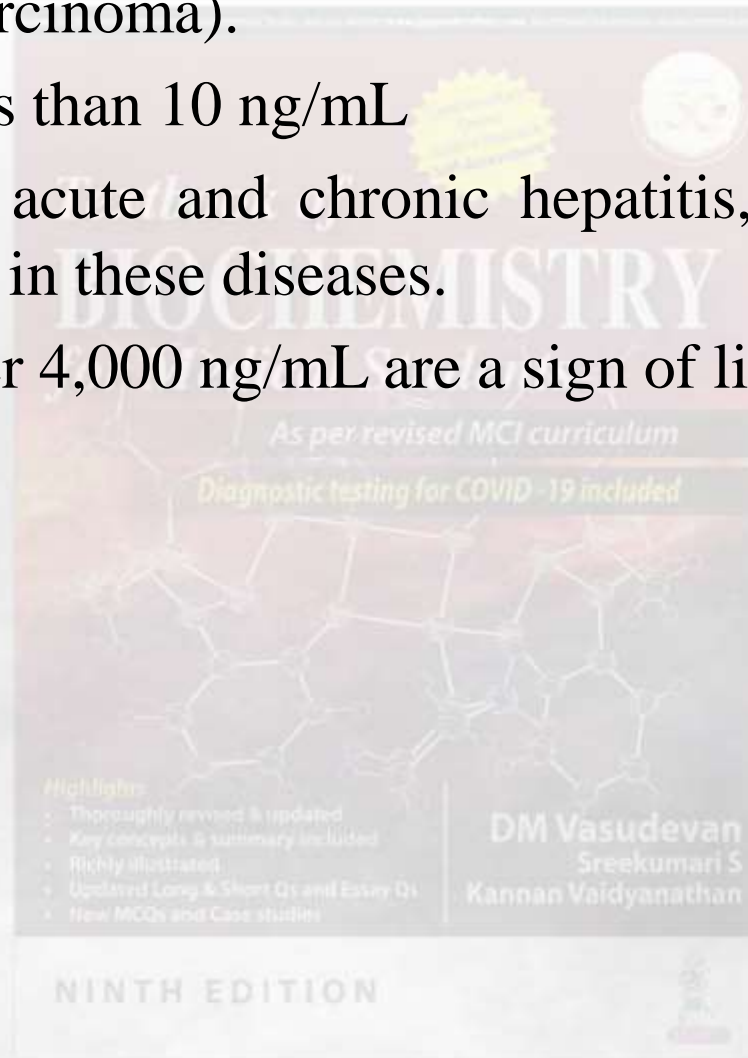 rcinoma).
s than 10 ng/mL
acute and chronic hepatitis,
in these diseases.
r 4,000 ng/mL are a sign of li
BIOCHEMISTRY
As per revised MCI curriculum
Diagnostic testing for COVID-19 included
Highlights
• Thoroughly revised & updated
• Key concepts & summary included
• Richly illustrated
• Updated Long & Short Qs and Essay Qs
• New MCQs and Case studies
DM Vasudevan
Sreekumari S
Kannan Vaidyanathan
NINTH EDITION